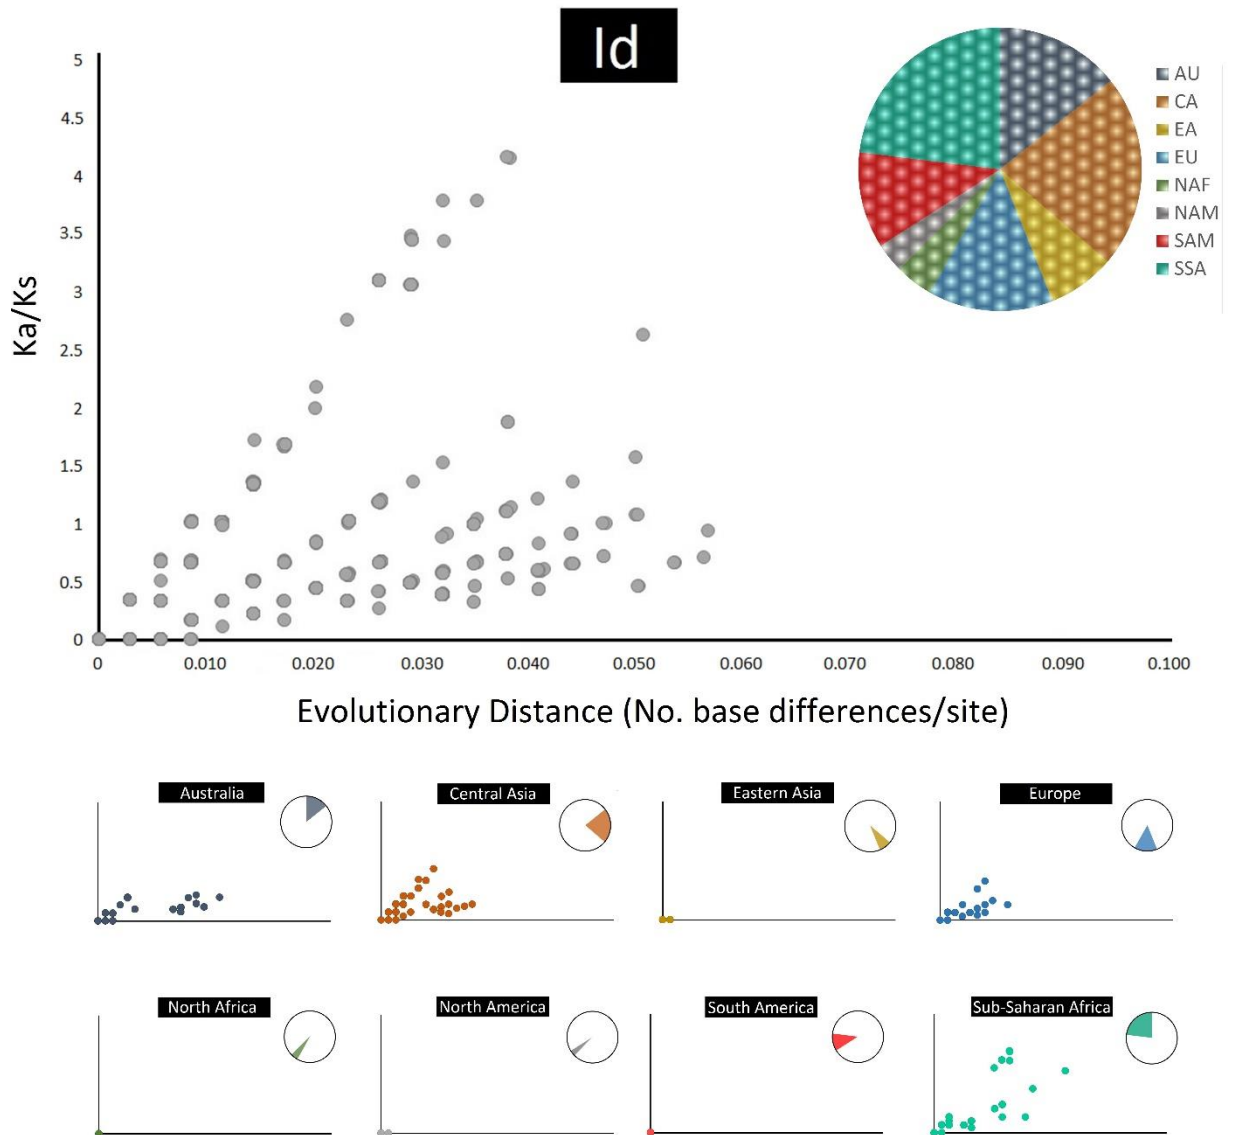 Id
5
4.5
4
3.5
3
2.5
2
1.5
1
0.5
0
Ka/Ks
0 0.010 0.020 0.030 0.040 0.050 0.060 0.070 0.080 0.090 0.100
Evolutionary Distance (No. base differences/site)
AU
CA
EA
EU
NAF
NAM
SAM
SSA
Australia
Central Asia
Eastern Asia
Europe
North Africa
North America
South America
Sub-Saharan Africa